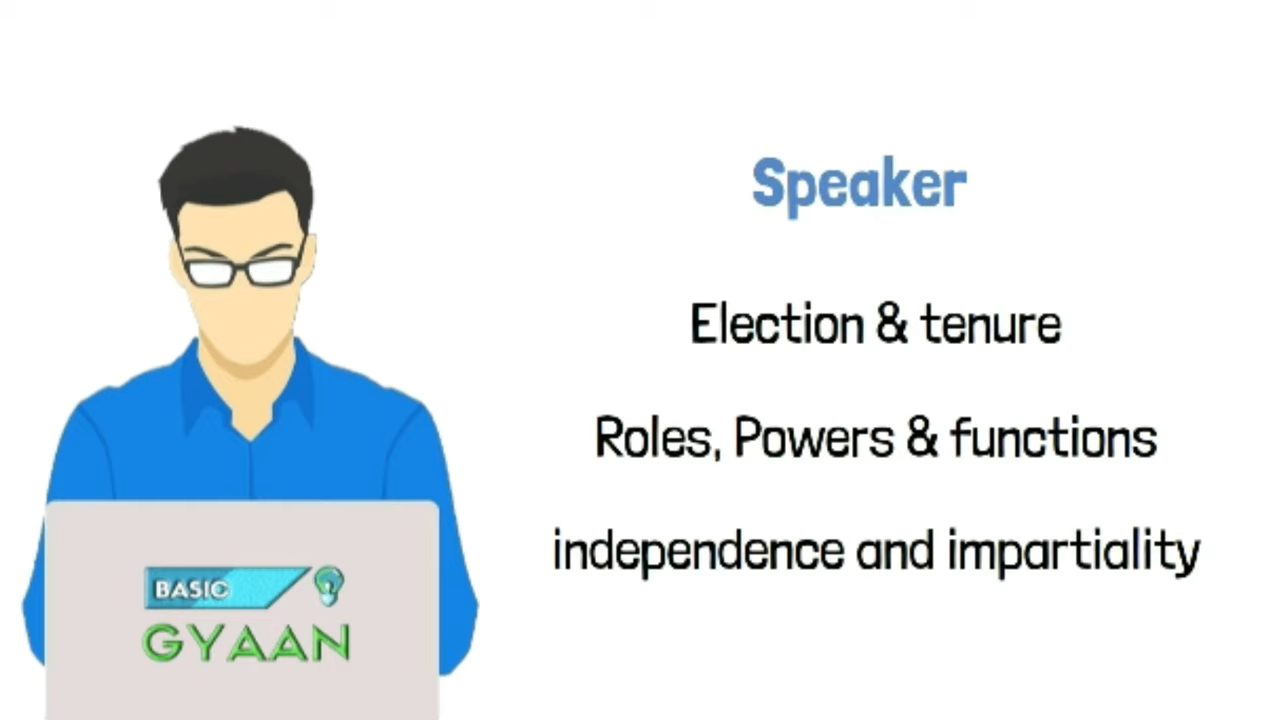 Speaker
Election & tenure
Roles, Powers & functions
independence and impartiality
BASIC
GYAAN